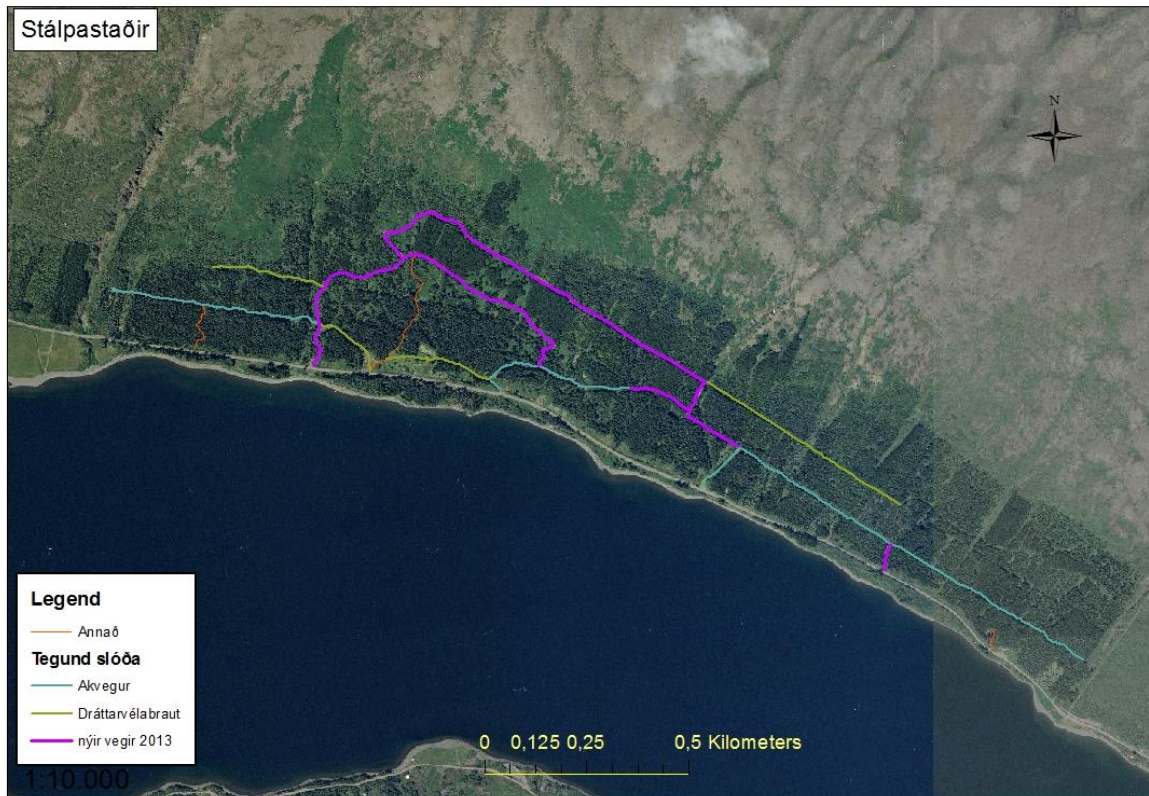 Stálpastaðir
N
Legend
Annað
Tegund slóða
Akvegur
Dráttarvélabraut
nýir vegir 2013
1:10.000
0 0,125 0,25 0,5 Kilometers